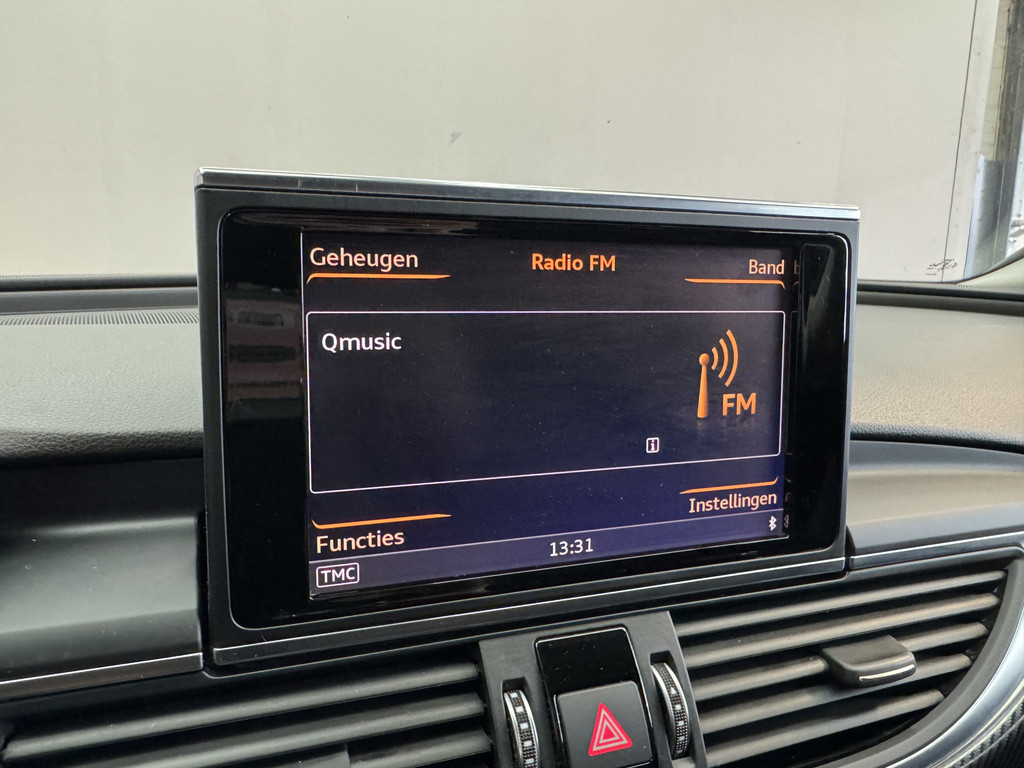 Geheugen
Radio FM
Band
Qmusic
FM
i
Instellingen
Functies
13:31
TMC